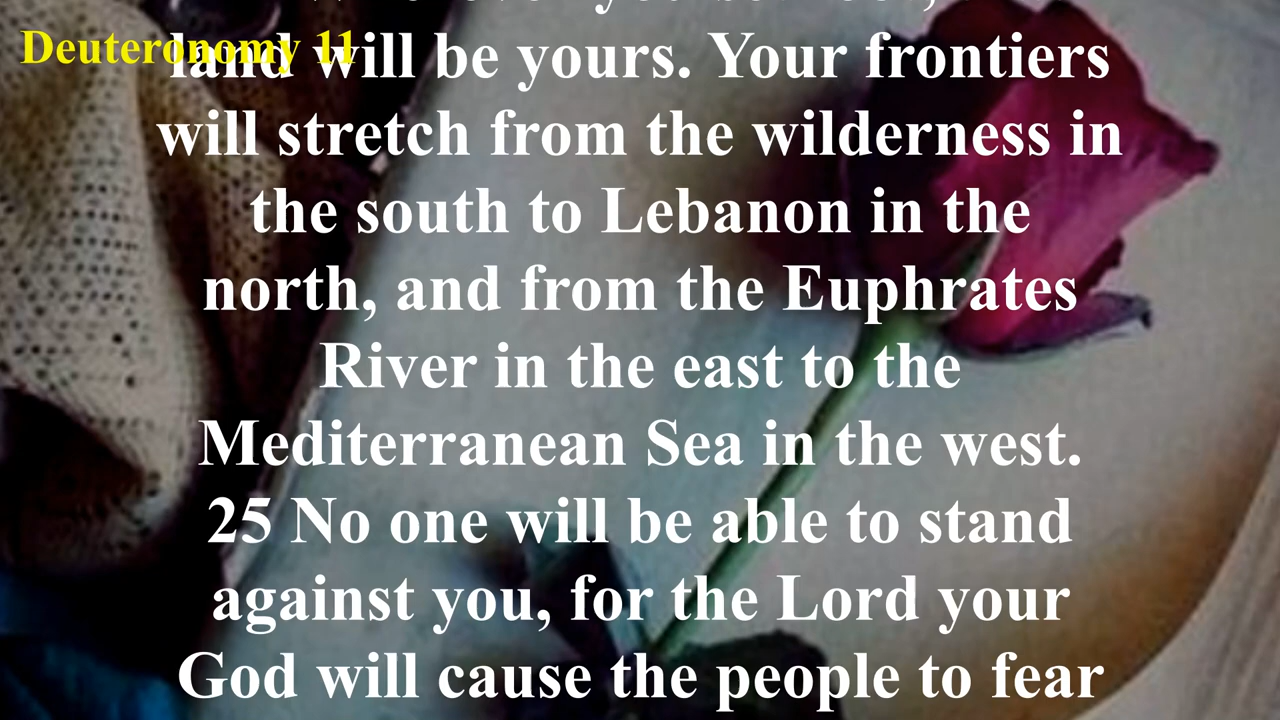 Deuteronomy 11
land will be yours. Your frontiers
will stretch from the wilderness in
the south to Lebanon in the
north, and from the Euphrates
River in the east to the
Mediterranean Sea in the west.
25 No one will be able to stand
against you, for the Lord your
God will cause the people to fear